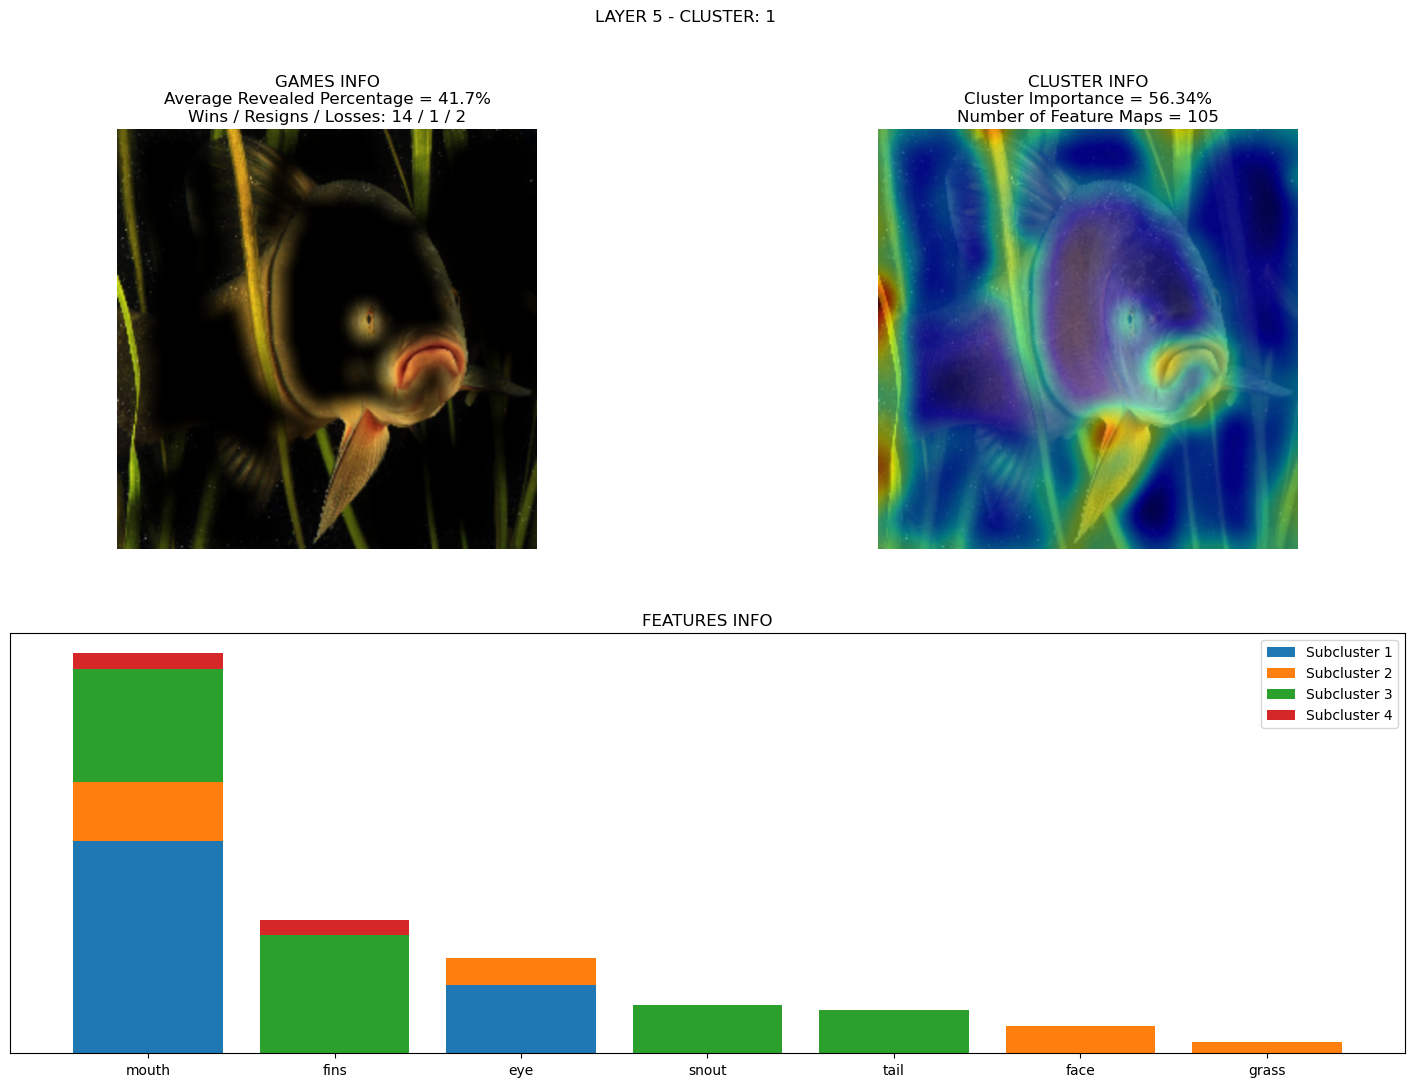 LAYER 5 - CLUSTER: 1
GAMES INFO
Average Revealed Percentage = 41.7%
Wins / Resigns / Losses: 14 / 1 / 2
CLUSTER INFO
Cluster Importance = 56.34%
Number of Feature Maps = 105
FEATURES INFO
Subcluster 1
Subcluster 2
Subcluster 3
Subcluster 4
mouth fins eye snout tail face grass